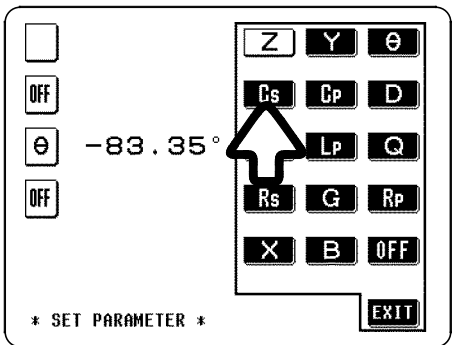 Z Y θ
OFF Cs Cp D
θ -83.35° Lp Q
OFF Rs G Rp
X B OFF
EXIT
* SET PARAMETER *